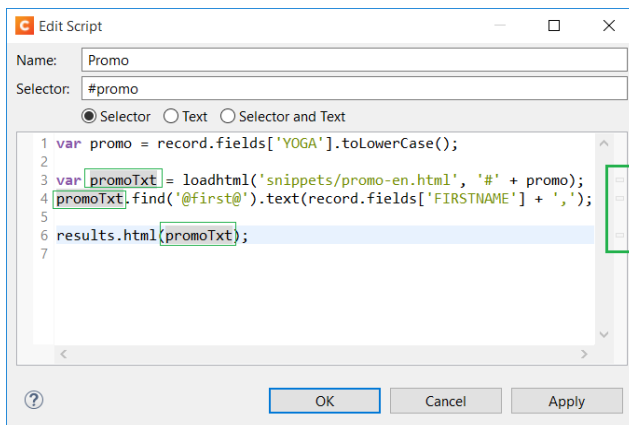 C Edit Script
Name: Promo
Selector: #promo
Selector Text Selector and Text
1 var promo = record.fields['YOGA'].toLowerCase();
2
3 var promoTxt = loadhtml('snippets/promo-en.html', '#' + promo);
4 promoTxt.find('@first@').text(record.fields['FIRSTNAME'] + ',');
5
6 results.html(promoTxt);
7
? OK Cancel Apply